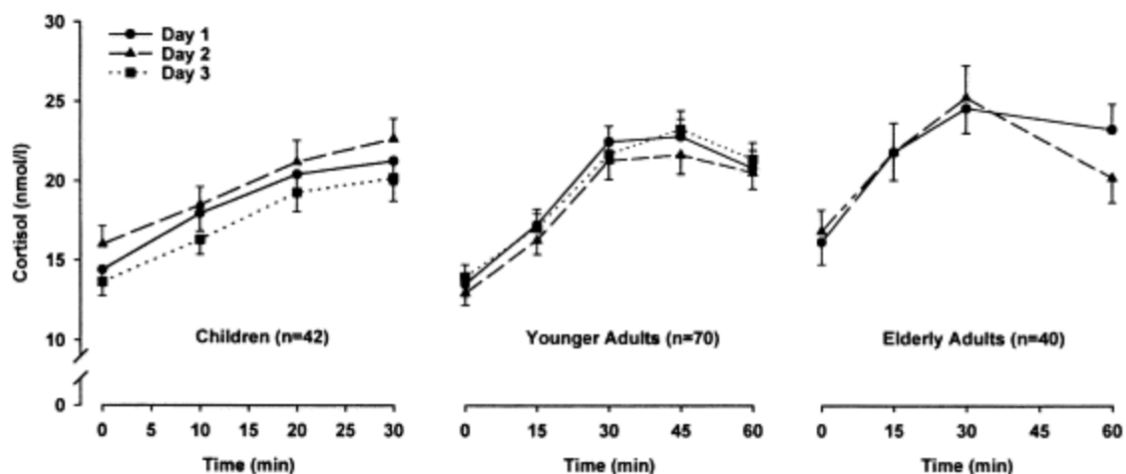 30
25
20
15
10
0
Cortisol (nmol/l)
Day 1
Day 2
Day 3
Children (n=42)
Younger Adults (n=70)
Elderly Adults (n=40)
0 5 10 15 20 25 30
0 15 30 45 60
0 15 30 45 60
Time (min)
Time (min)
Time (min)